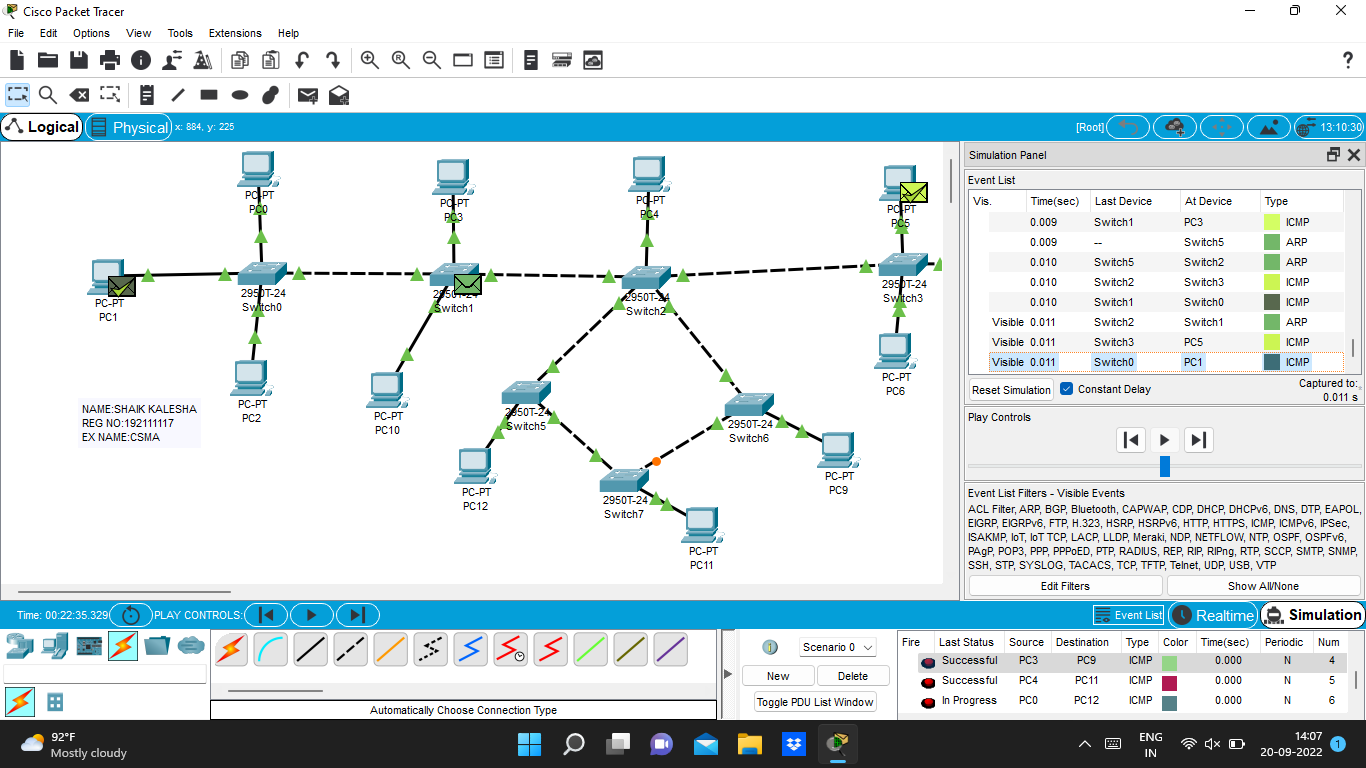 Cisco Packet Tracer
File Edit Options View Tools Extensions Help
Logical Physical x: 884, y: 225 [Root] 13:10:30
PC-PT
PC0
PC-PT
PC3
PC-PT
PC4
PC-PT
PC5
PC-PT
PC1
2950T-24
Switch0
2950T-24
Switch1
2950T-24
Switch2
2950T-24
Switch3
PC-PT
PC2
PC-PT
PC10
PC-PT
PC6
NAME:SHAIK KALESHA
REG NO:192111117
EX NAME:CSMA
2950T-24
Switch5
2950T-24
Switch6
PC-PT
PC12
2950T-24
Switch7
PC-PT
PC9
PC-PT
PC11
Simulation Panel
Event List
Vis. Time(sec) Last Device At Device Type
0.009 Switch1 PC3 ICMP
0.009 -- Switch5 ARP
0.010 Switch5 Switch2 ARP
0.010 Switch2 Switch3 ICMP
0.010 Switch1 Switch0 ICMP
Visible 0.011 Switch2 Switch1 ARP
Visible 0.011 Switch3 PC5 ICMP
Visible 0.011 Switch0 PC1 ICMP
Reset Simulation Constant Delay Captured to:
0.011 s
Play Controls
Event List Filters - Visible Events
ACL Filter, ARP, BGP, Bluetooth, CAPWAP, CDP, DHCP, DHCPv6, DNS, DTP, EAPOL,
EIGRP, EIGRPv6, FTP, H.323, HSRP, HSRPv6, HTTP, HTTPS, ICMP, ICMPv6, IPSec,
ISAKMP, IoT, IoT TCP, LACP, LLDP, Meraki, NDP, NETFLOW, NTP, OSPF, OSPFv6,
PAgP, POP3, PPP, PPPoED, PTP, RADIUS, REP, RIP, RIPng, RTP, SCCP, SMTP, SNMP,
SSH, STP, SYSLOG, TACACS, TCP, TFTP, Telnet, UDP, USB, VTP
Edit Filters Show All/None
Time: 00:22:35.329 PLAY CONTROLS: Event List Realtime Simulation
Automatically Choose Connection Type
Scenario 0
New Delete
Toggle PDU List Window
Fire Last Status Source Destination Type Color Time(sec) Periodic Num
Successful PC3 PC9 ICMP 0.000 N 4
Successful PC4 PC11 ICMP 0.000 N 5
In Progress PC0 PC12 ICMP 0.000 N 6
92°F
Mostly cloudy
ENG
IN
14:07
20-09-2022
1